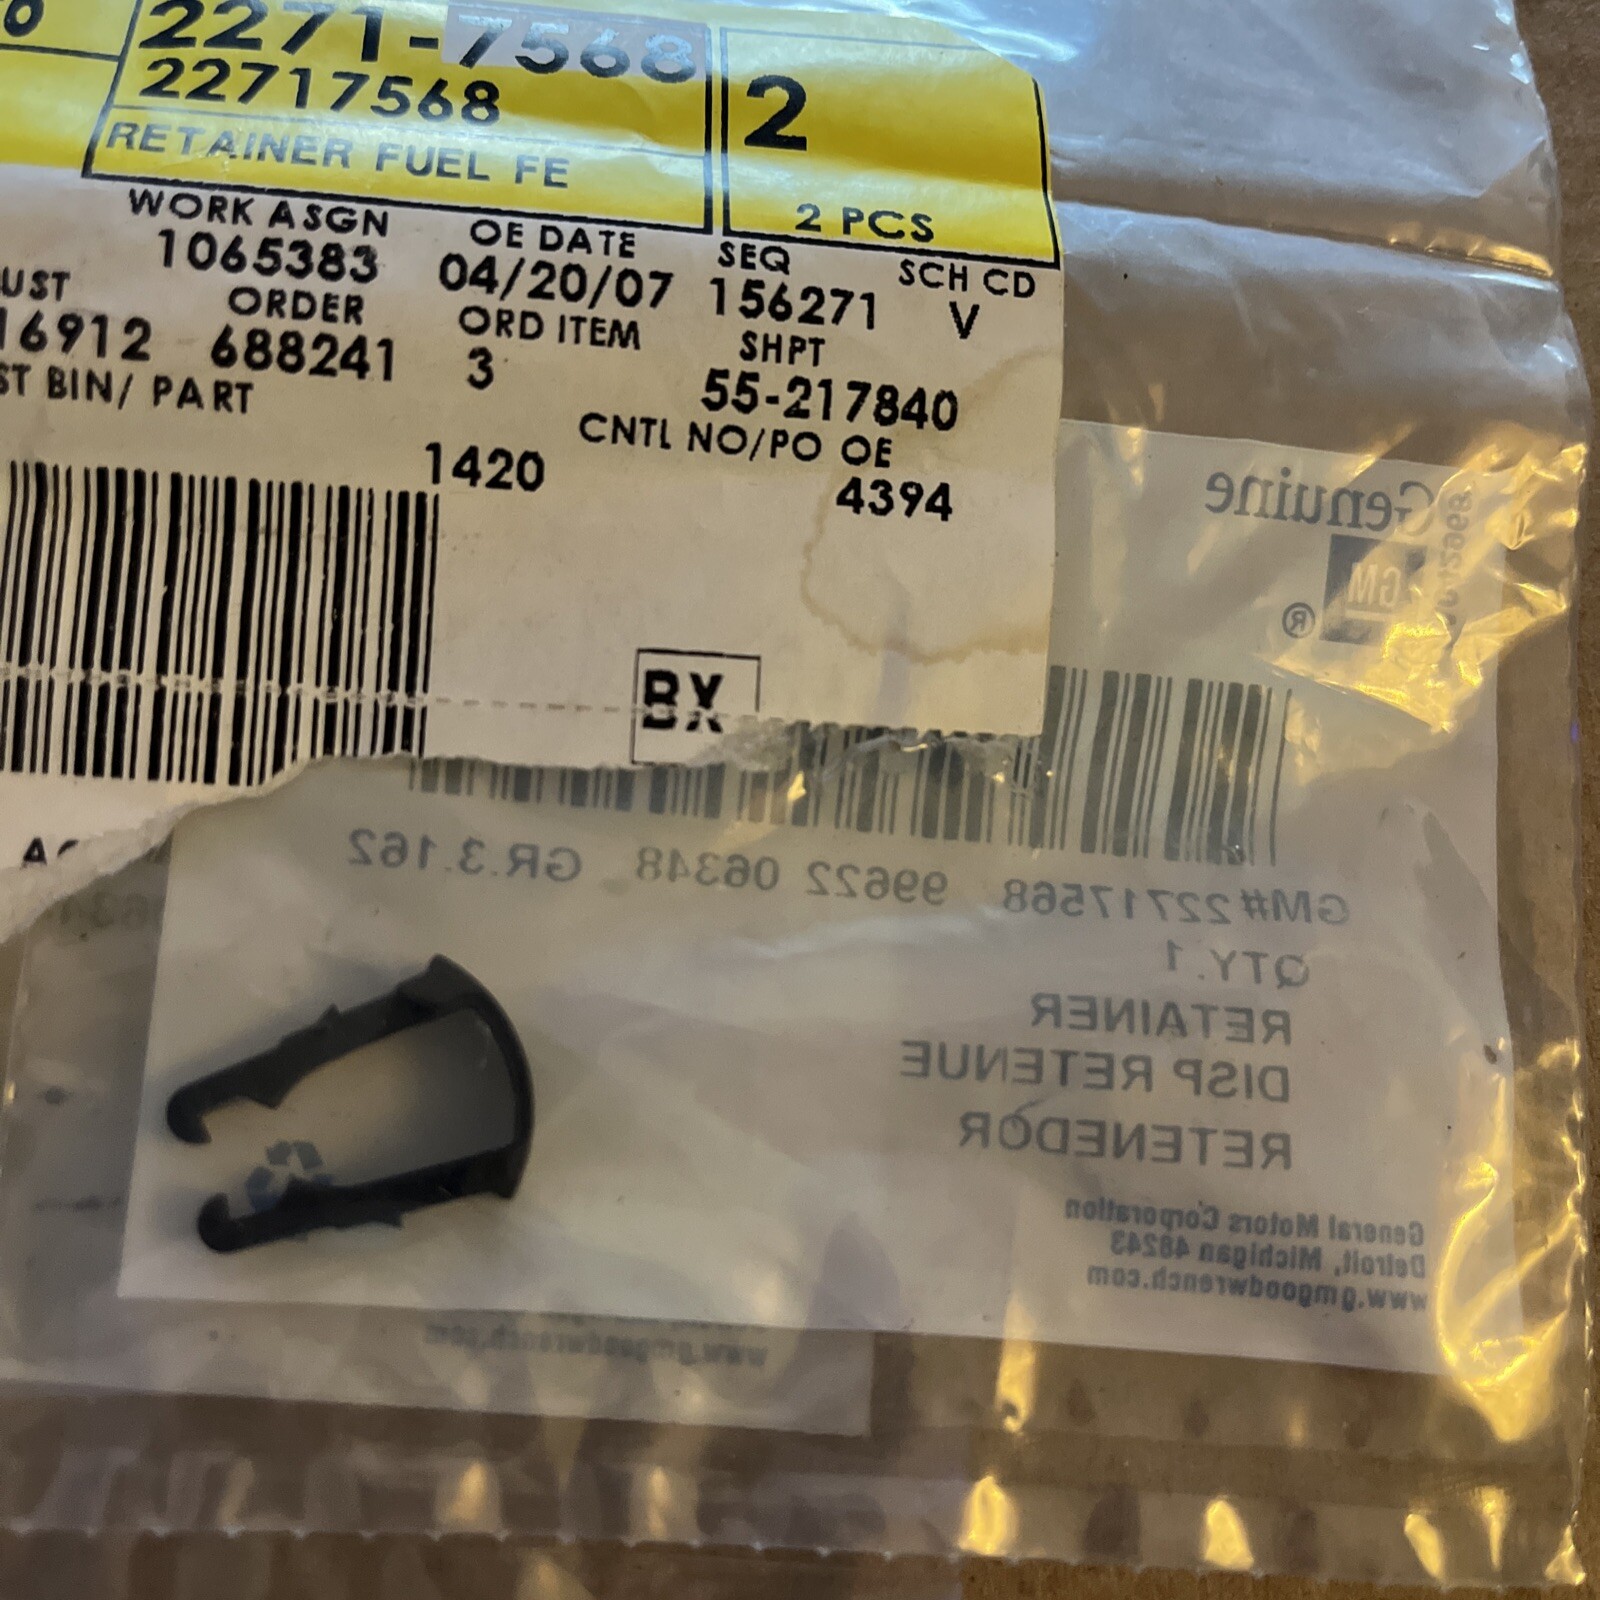 2271-7568
22717568
RETAINER FUEL FE
2
2 PCS
WORK ASGN
1065383
OE DATE
04/20/07
SEQ
156271
SCH CD
V
UST
16912
ORDER
688241
ORD ITEM
3
SHPT
55-217840
ST BIN/ PART
1420
CNTL NO/PO OE
4394
BX
Genuine
GM
®
GM#22717568 99622 06348 GR.3.162
QTY.1
RETAINER
DISP RETENUE
RETENEDOR
General Motors Corporation
Detroit, Michigan 48243
www.gmgoodwrench.com
www.gmgoodwrench.com